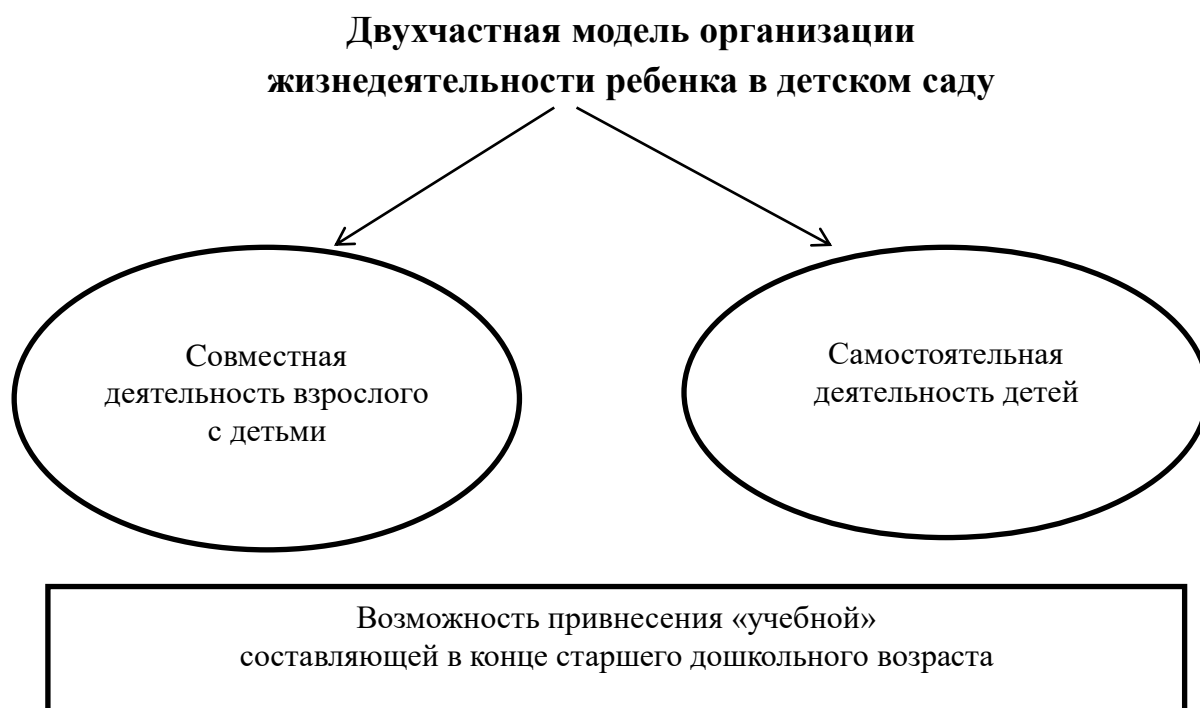 Двухчастная модель организации
жизнедеятельности ребенка в детском саду
Совместная
деятельность взрослого
с детьми
Самостоятельная
деятельность детей
Возможность привнесения «учебной»
составляющей в конце старшего дошкольного возраста